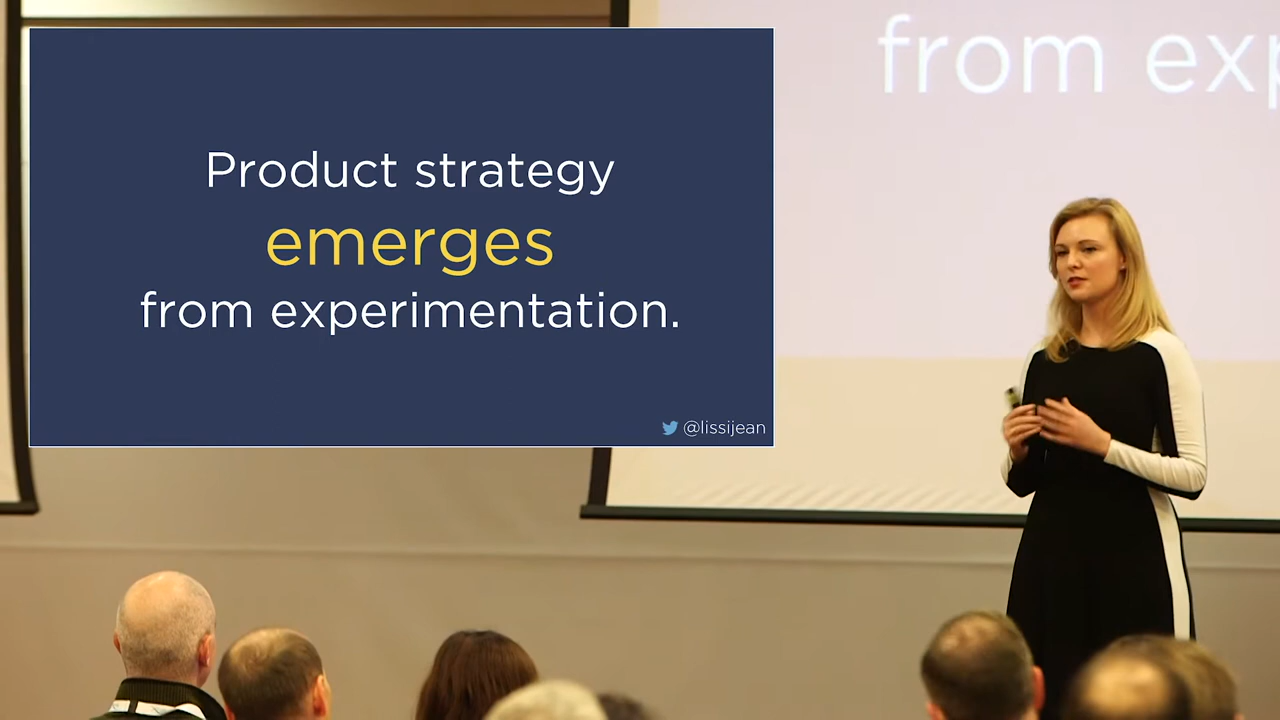 Product strategy
emerges
from experimentation.
@lissijean
from exp